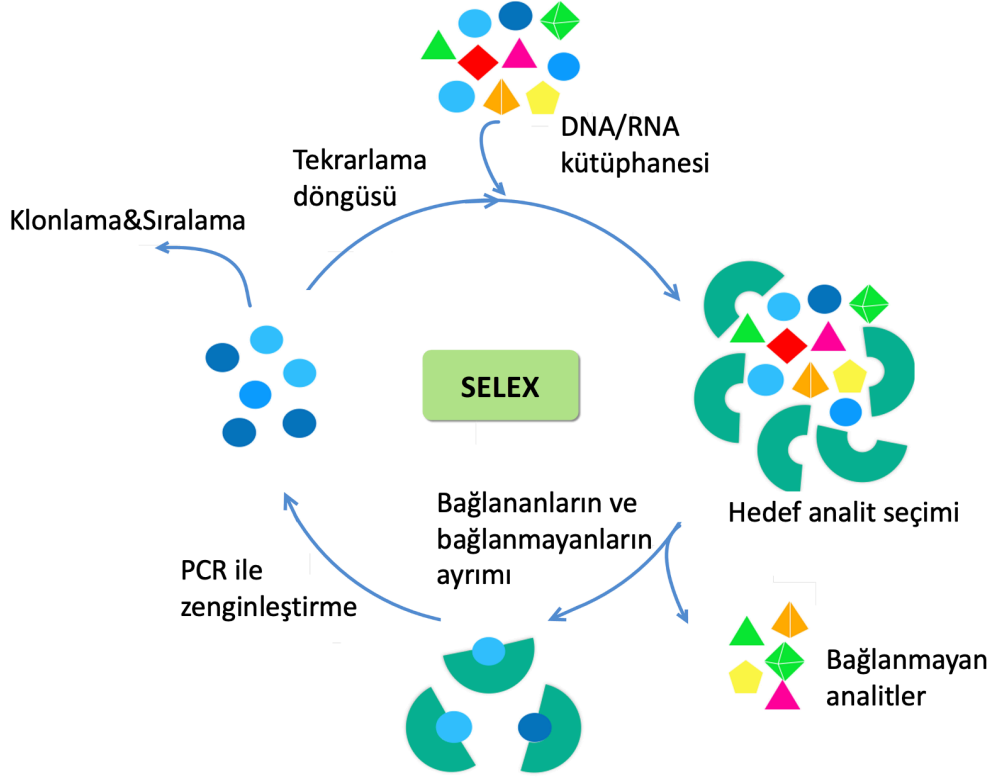 DNA/RNA
kütüphanesi
Tekrarlama
döngüsü
Klonlama&Sıralama
SELEX
Hedef analit seçimi
Bağlananların ve
bağlanmayanların
ayrımı
PCR ile
zenginleştirme
Bağlanmayan
analitler